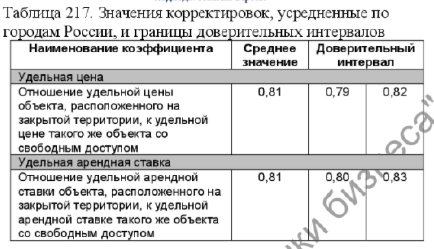 Таблица 217. Значения корректировок, усредненные по
городам России, и границы доверительных интервалов
Наименование коэффициента Среднее значение Доверительный интервал
Удельная цена
Отношение удельной цены 0,81 0,79 0,82
объекта, расположенного на
закрытой территории, к удельной
цене такого же объекта со
свободным доступом
Удельная арендная ставка
Отношение удельной арендной 0,81 0,80 0,83
ставки объекта, расположенного на
закрытой территории, к удельной
арендной ставке такого же объекта
со свободным доступом
бизнеса"